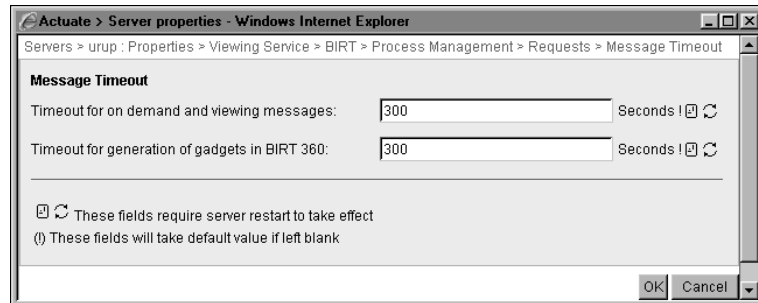 Actuate > Server properties - Windows Internet Explorer
Servers > urup : Properties > Viewing Service > BIRT > Process Management > Requests > Message Timeout
Message Timeout
Timeout for on demand and viewing messages: 300 Seconds !
Timeout for generation of gadgets in BIRT 360: 300 Seconds !
These fields require server restart to take effect
(!) These fields will take default value if left blank
OK Cancel